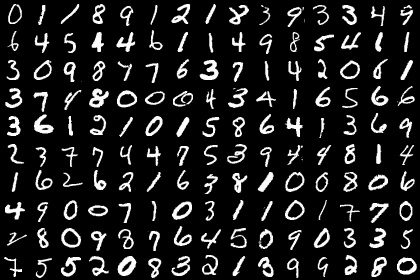 0 1 1 8 9 1 2 1 8 3 9 3 3 4 9
6 4 5 4 4 6 1 1 4 9 8 5 4 1 1
3 0 9 8 7 7 6 3 7 1 4 2 0 6 1
3 7 4 8 0 0 0 4 3 4 1 6 5 6 6
3 6 1 2 1 0 1 5 8 6 4 1 3 6 9
2 3 7 7 4 4 7 5 3 9 4 4 8 1 4
1 6 2 6 2 1 6 3 8 1 0 0 8 0 6
4 9 0 0 7 1 0 3 1 1 0 1 7 7 0
2 8 0 9 8 7 6 4 5 0 9 0 3 3 5
7 5 5 2 0 8 3 2 1 3 9 9 2 8 0